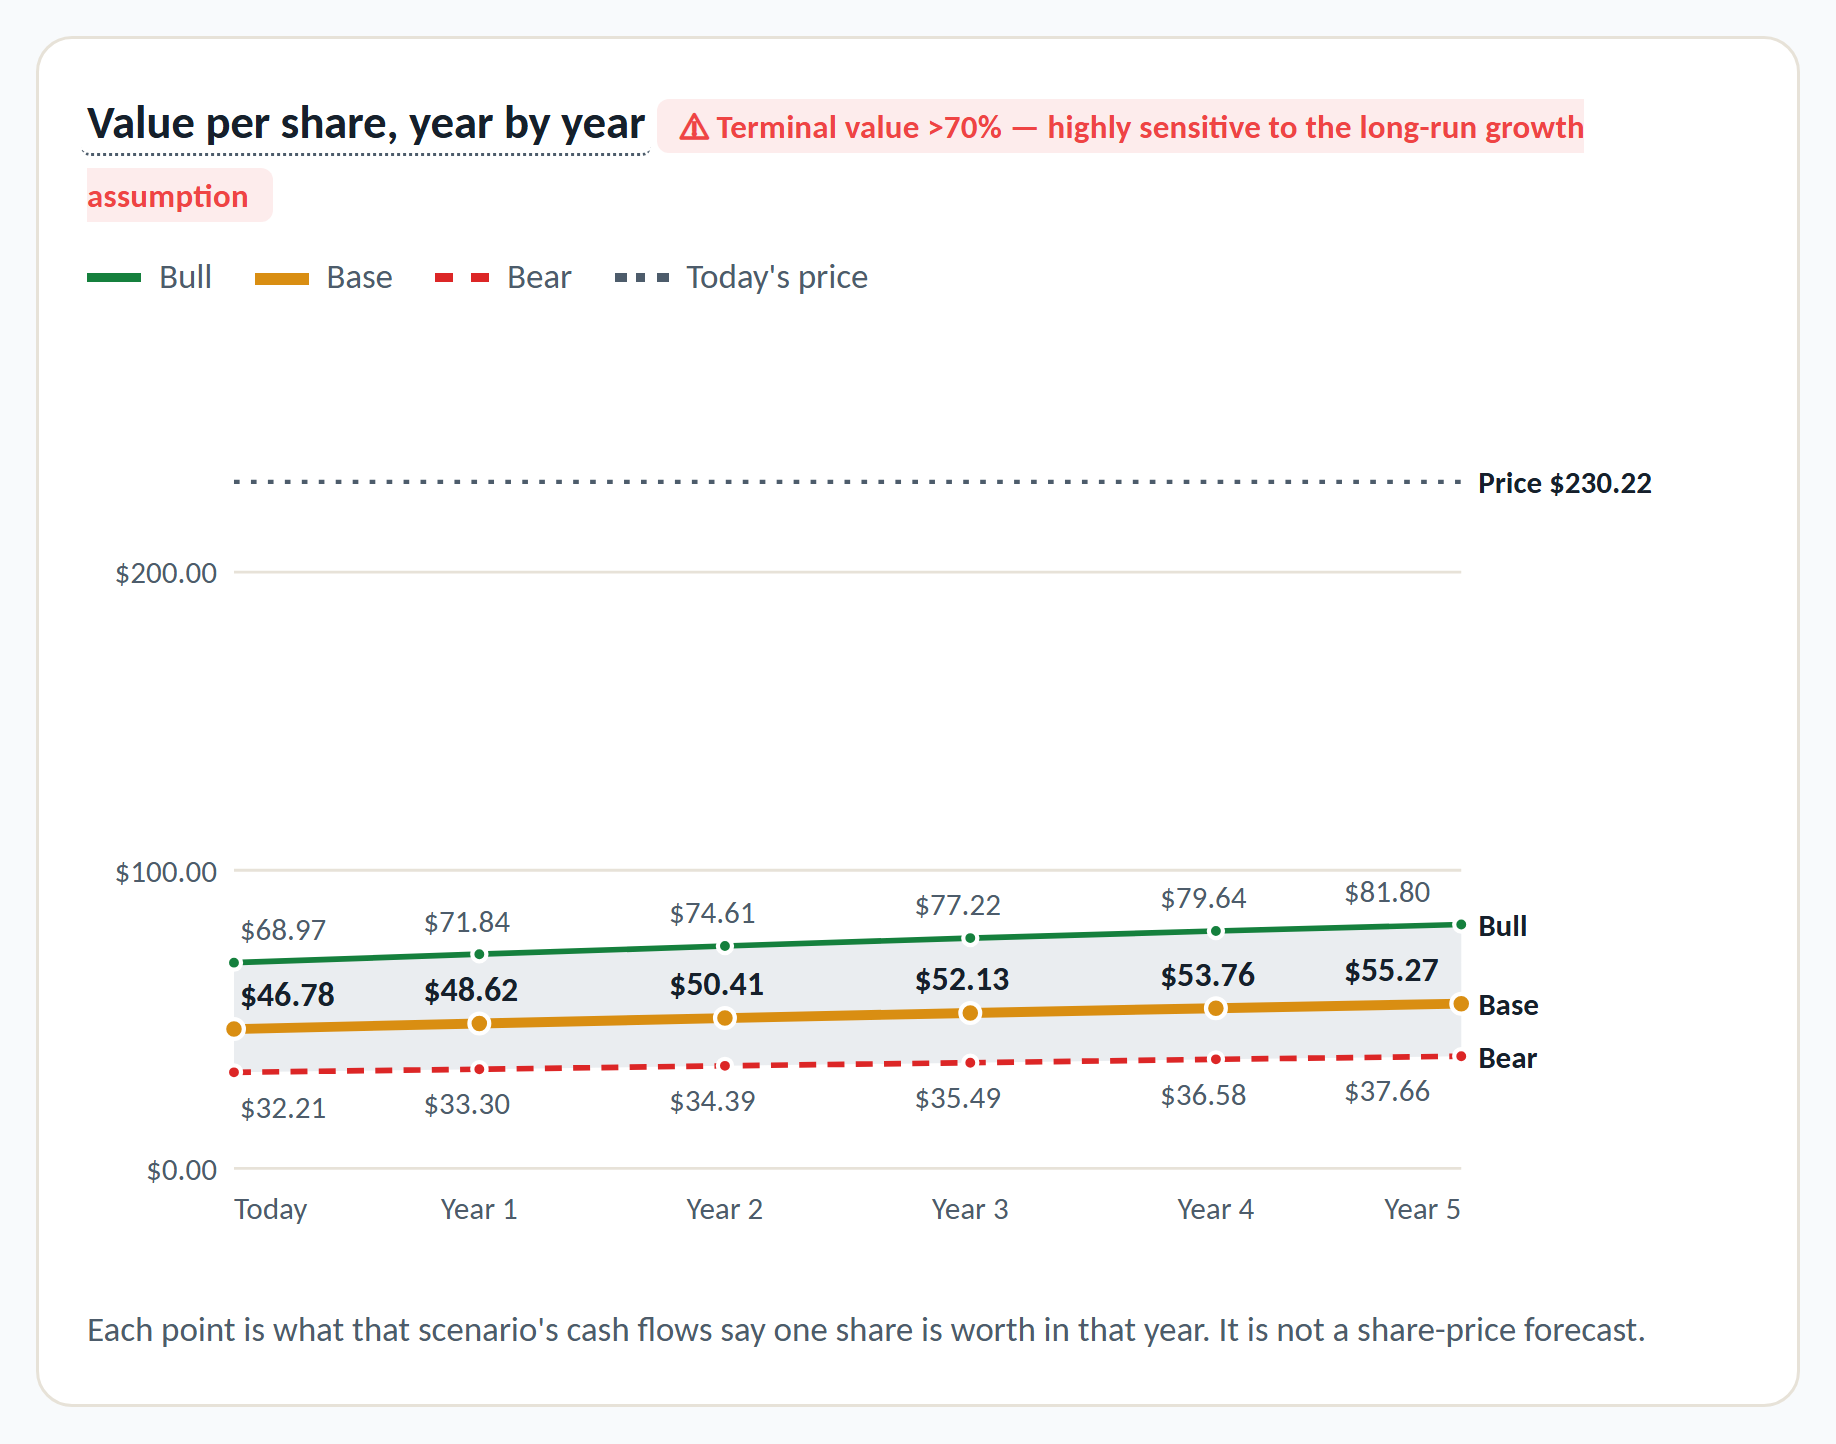 Value per share, year by year ⚠ Terminal value >70% — highly sensitive to the long-run growth
assumption
Bull Base Bear Today's price
Price $230.22
$200.00
$100.00
$68.97 $71.84 $74.61 $77.22 $79.64 $81.80
Bull
$46.78 $48.62 $50.41 $52.13 $53.76 $55.27
Base
Bear
$32.21 $33.30 $34.39 $35.49 $36.58 $37.66
$0.00
Today Year 1 Year 2 Year 3 Year 4 Year 5
Each point is what that scenario's cash flows say one share is worth in that year. It is not a share-price forecast.